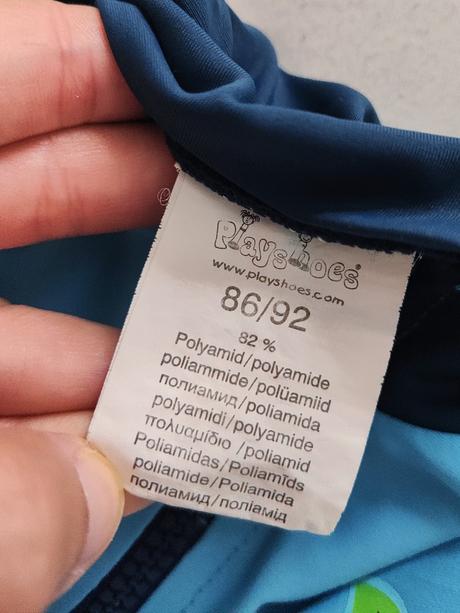 Playshoes®
www.playshoes.com
86/92
82 %
Polyamid/polyamide
poliammide/polüamiid
полиамид/poliamida
polyamidi/polyamide
πολυαμίδιο/poliamid
Poliamidas/Poliamīds
poliamide/Poliamida
полиамид/поліамід